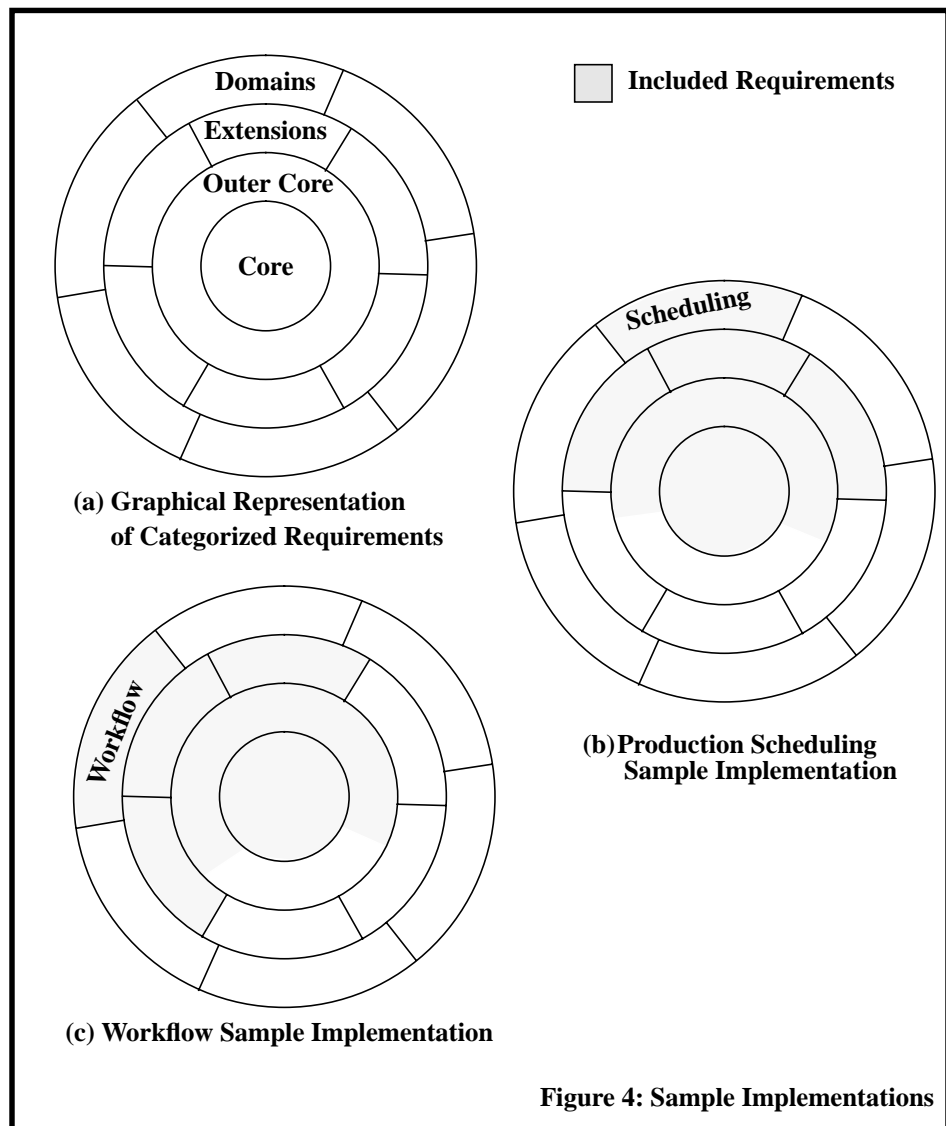 Domains
Extensions
Outer Core
Core
Included Requirements
(a) Graphical Representation
of Categorized Requirements
Scheduling
(b) Production Scheduling
Sample Implementation
Workflow
(c) Workflow Sample Implementation
Figure 4: Sample Implementations